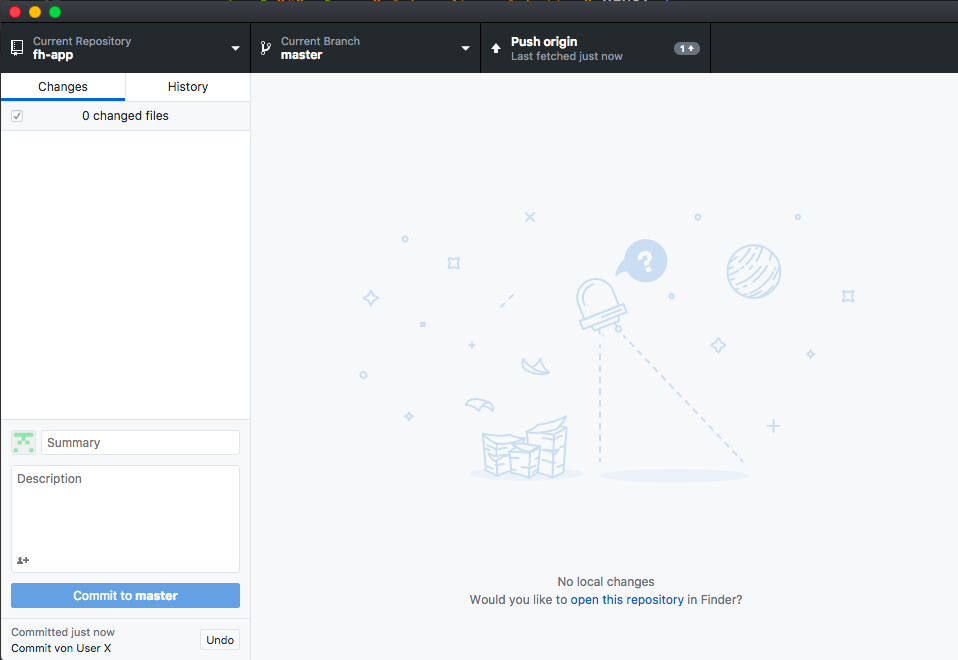 Current Repository
fh-app
Current Branch
master
Push origin
Last fetched just now
1
Changes
History
0 changed files
?
Summary
Description
Commit to master
Committed just now
Commit von User X
Undo
No local changes
Would you like to open this repository in Finder?